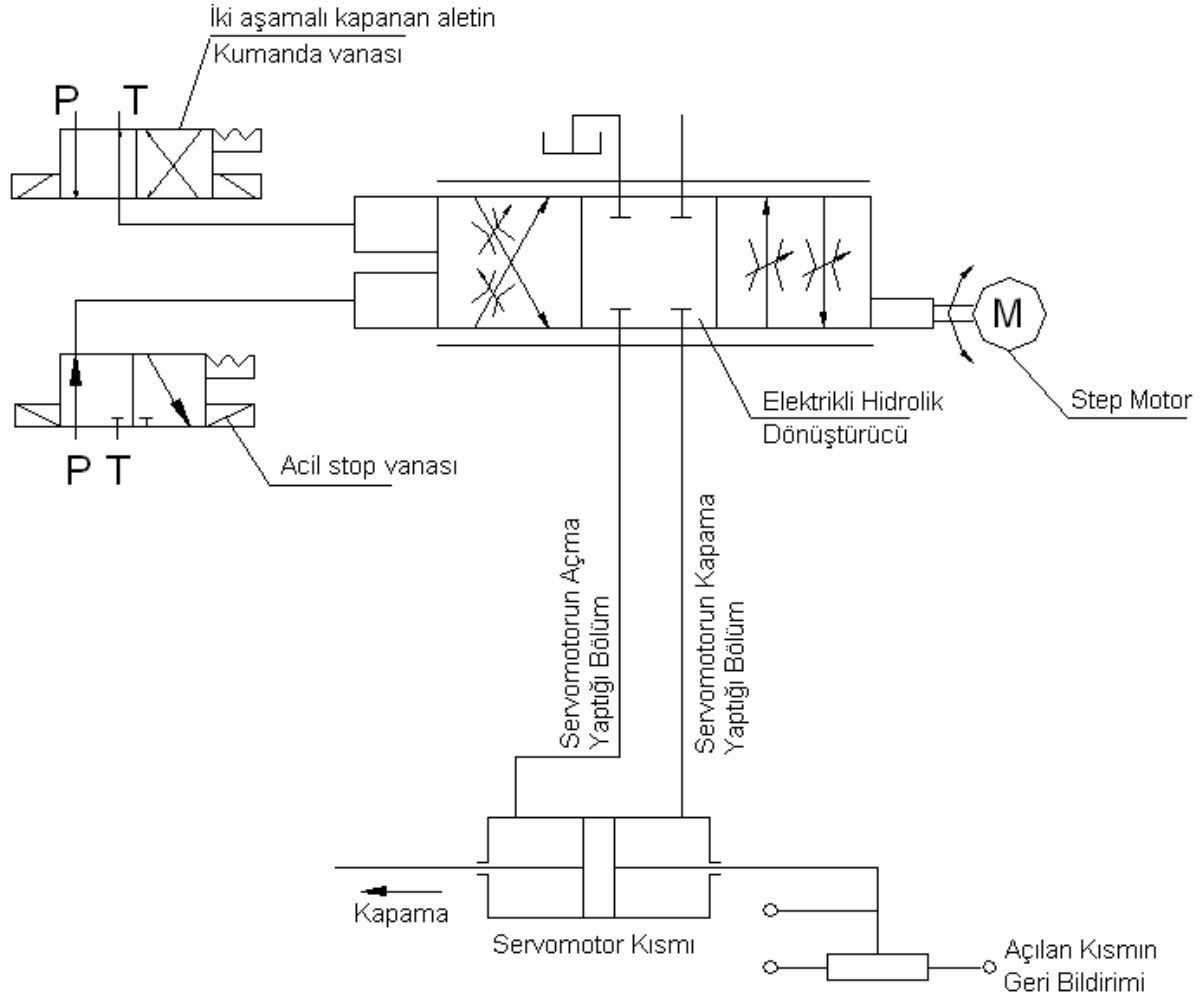 İki aşamalı kapanan aletin
Kumanda vanası
P T
M
Step Motor
Elektrikli Hidrolik
Dönüştürücü
P T
Acil stop vanası
Servomotorun Açma
Yaptığı Bölüm
Servomotorun Kapama
Yaptığı Bölüm
Kapama
Servomotor Kısmı
Açılan Kısmın
Geri Bildirimi